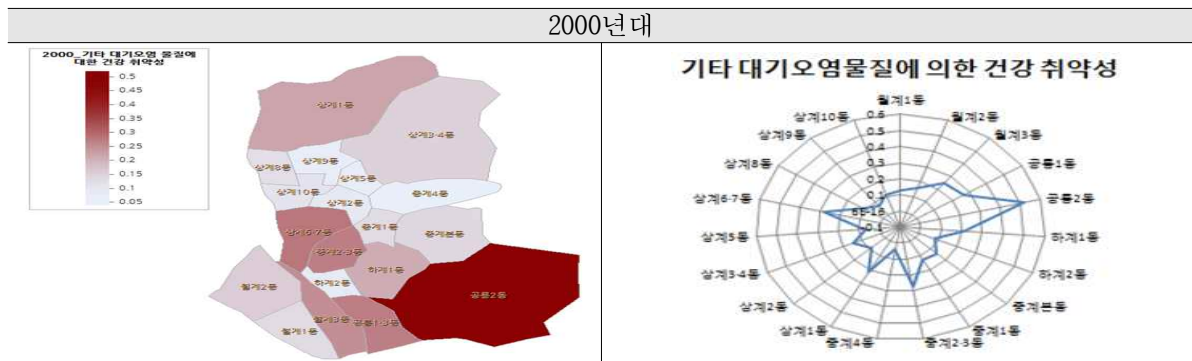 2000년대
2000_기타 대기오염 물질에
대한 건강 취약성
0.5
0.45
0.4
0.35
0.3
0.25
0.2
0.15
0.1
0.05
상계1동
상계3·4동
상계9동
상계8동
상계5동
상계10동
중계4동
상계2동
중계1동
상계6·7동
중계본동
중계2·3동
하계1동
하계2동
월계2동
공릉2동
월계3동
공릉1·3동
월계1동
기타 대기오염물질에 의한 건강 취약성
월계1동
월계2동
월계3동
공릉1동
공릉2동
하계1동
하계2동
중계본동
중계1동
중계2·3동
중계4동
상계1동
상계2동
상계3·4동
상계5동
상계6·7동
상계8동
상계9동
상계10동
0.6
0.5
0.4
0.3
0.2
0.1
-0.1